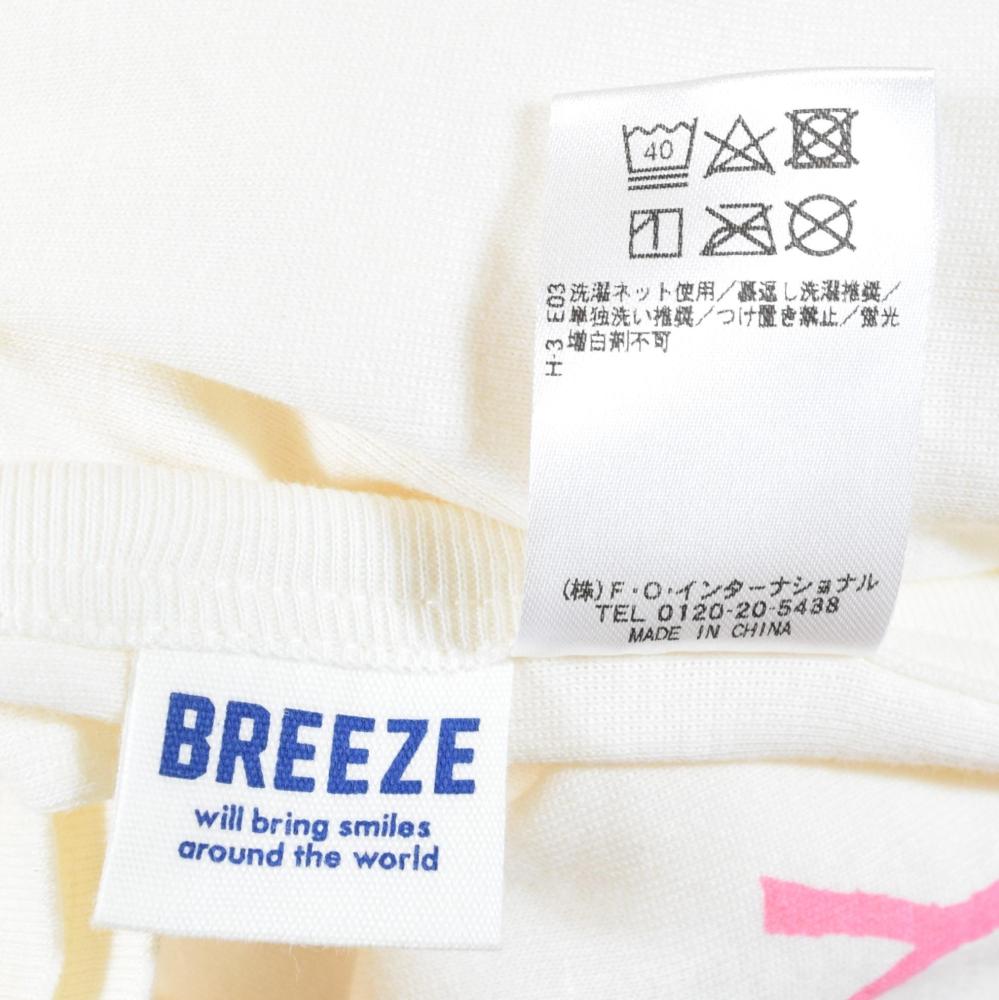 40
H-3 E03
洗濯ネット使用/裏返し洗濯推奨/
単独洗い推奨/つけ置き禁止/蛍光
増白剤不可
(株)F・O・インターナショナル
TEL 0120-20-5438
MADE IN CHINA
BREEZE
will bring smiles
around the world